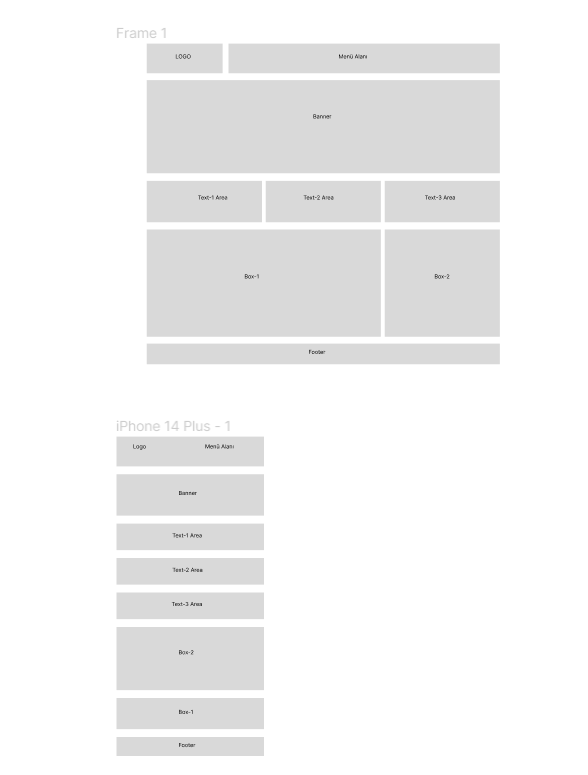 Frame 1
LOGO
Menü Alanı
Banner
Text-1 Area
Text-2 Area
Text-3 Area
Box-1
Box-2
Footer
iPhone 14 Plus - 1
Logo
Menü Alanı
Banner
Text-1 Area
Text-2 Area
Text-3 Area
Box-2
Box-1
Footer